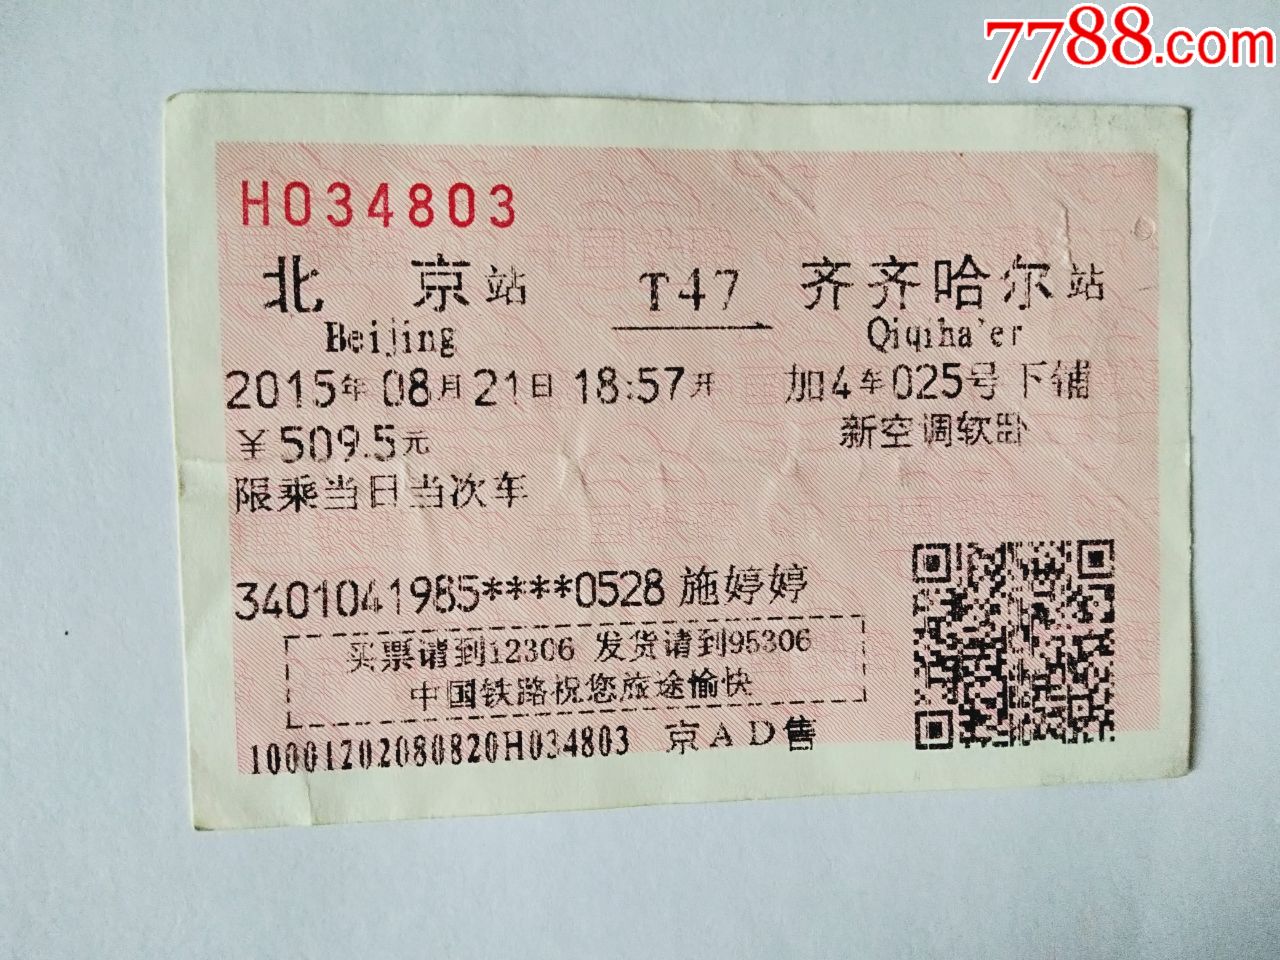 7788.com
H034803
北京站 T47 齐齐哈尔站
Beijing Qiqiha'er
2015年08月21日18:57开 加4车025号下铺
￥509.5元 新空调软卧
限乘当日当次车
3401041985****0528 施婷婷
买票请到12306 发货请到95306
中国铁路祝您旅途愉快
10001702080820H034803 京AD售